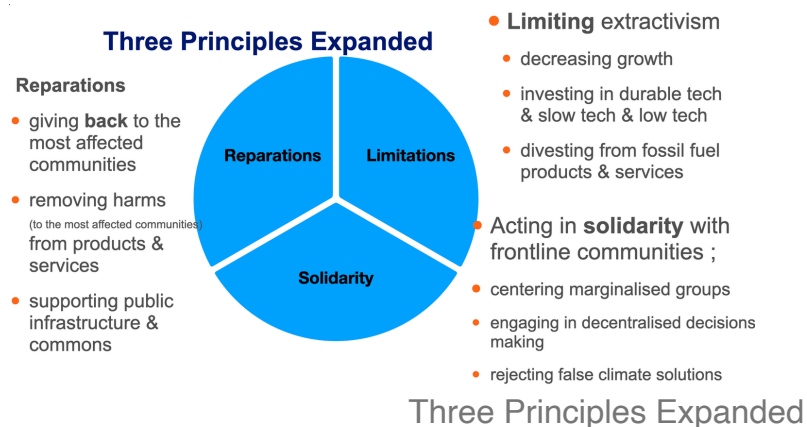 Three Principles Expanded
Reparations
giving back to the
most affected
communities
removing harms
(to the most affected communities)
from products &
services
supporting public
infrastructure &
commons
Reparations
Limitations
Solidarity
Limiting extractivism
decreasing growth
investing in durable tech
& slow tech & low tech
divesting from fossil fuel
products & services
Acting in solidarity with
frontline communities ;
centering marginalised groups
engaging in decentralised decisions
making
rejecting false climate solutions
Three Principles Expanded